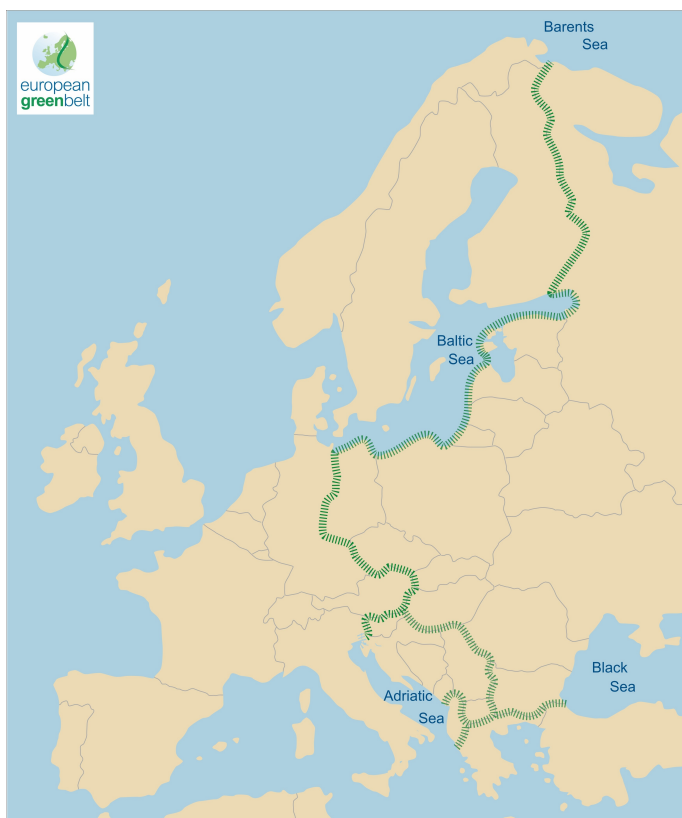 european
greenbelt
Barents
Sea
Baltic
Sea
Black
Sea
Adriatic
Sea